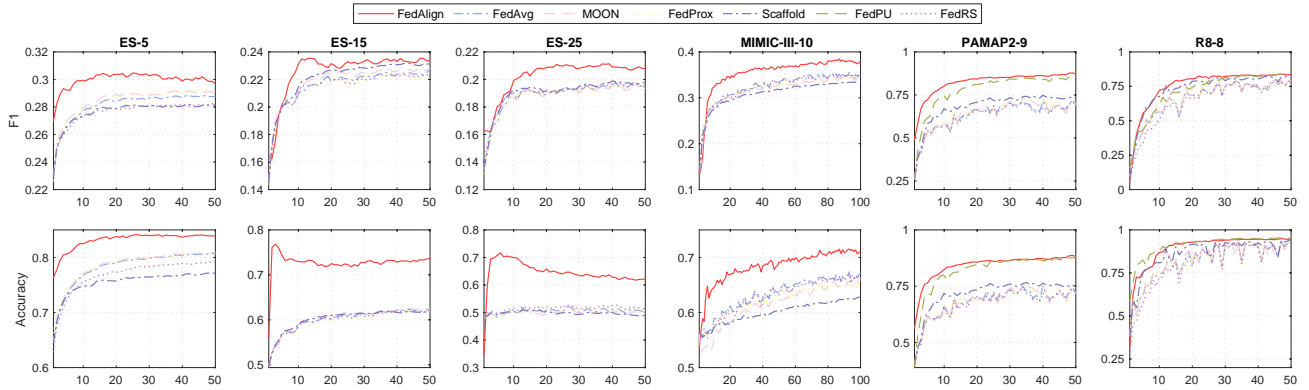 FedAlign FedAvg MOON FedProx Scaffold FedPU FedRS
ES-5 ES-15 ES-25 MIMIC-III-10 PAMAP2-9 R8-8
F1
0.32 0.3 0.28 0.26 0.24 0.22
10 20 30 40 50
0.24 0.22 0.2 0.18 0.16 0.14
10 20 30 40 50
0.24 0.22 0.2 0.18 0.16 0.14 0.12
10 20 30 40 50
0.4 0.3 0.2 0.1
20 40 60 80 100
1 0.75 0.5 0.25
10 20 30 40 50
1 0.75 0.5 0.25 0
10 20 30 40 50
Accuracy
0.8 0.7 0.6
10 20 30 40 50
0.8 0.7 0.6 0.5
10 20 30 40 50
0.8 0.7 0.6 0.5 0.4 0.3
10 20 30 40 50
0.8 0.7 0.6 0.5
20 40 60 80 100
1 0.75 0.5
10 20 30 40 50
1 0.75 0.5 0.25
10 20 30 40 50